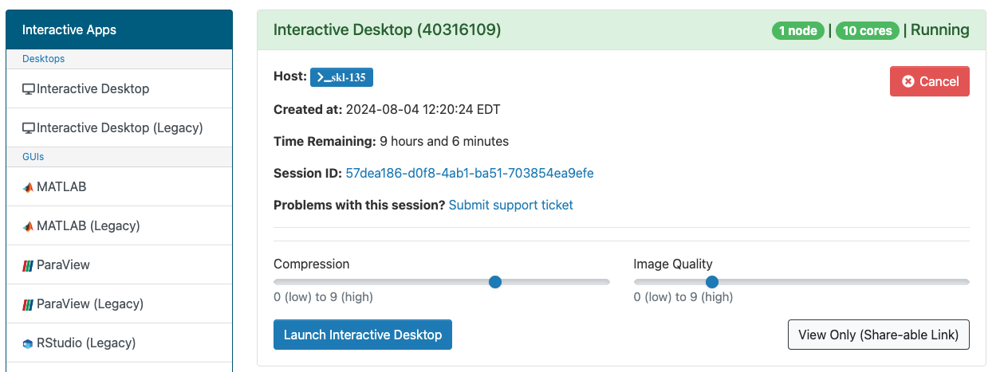 Interactive Apps
Desktops
Interactive Desktop
Interactive Desktop (Legacy)
GUIs
MATLAB
MATLAB (Legacy)
ParaView
ParaView (Legacy)
RStudio (Legacy)
Interactive Desktop (40316109)
1 node | 10 cores | Running
Host: >_skl-135
Cancel
Created at: 2024-08-04 12:20:24 EDT
Time Remaining: 9 hours and 6 minutes
Session ID: 57dea186-d0f8-4ab1-ba51-703854ea9efe
Problems with this session? Submit support ticket
Compression
0 (low) to 9 (high)
Image Quality
0 (low) to 9 (high)
Launch Interactive Desktop
View Only (Share-able Link)